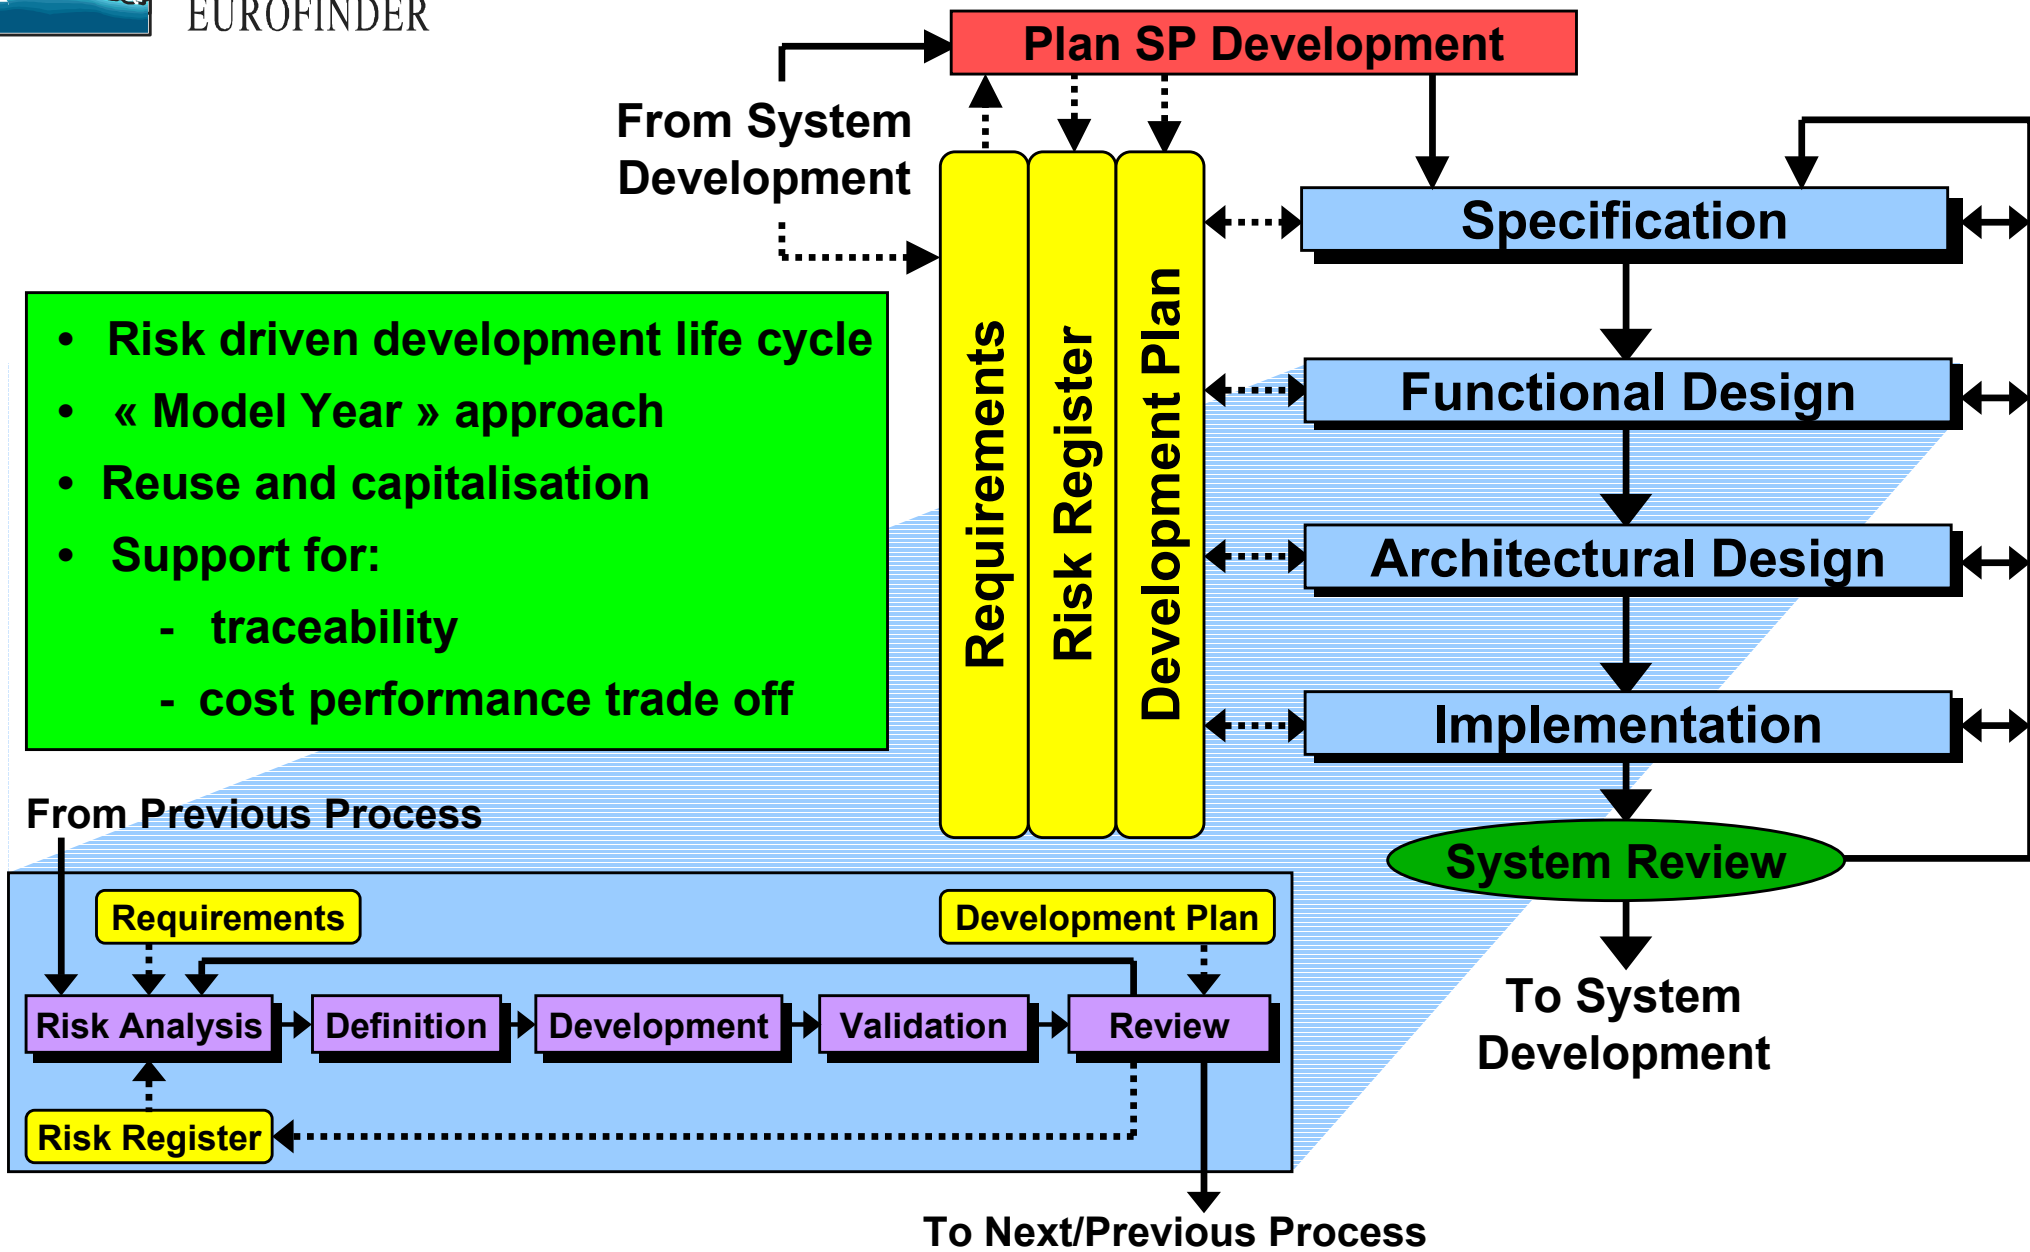 EUROFINDER
Plan SP Development
From System
Development
Requirements
Risk Register
Development Plan
Specification
Functional Design
Architectural Design
Implementation
System Review
To System
Development
• Risk driven development life cycle
• « Model Year » approach
• Reuse and capitalisation
• Support for:
- traceability
- cost performance trade off
From Previous Process
Requirements
Development Plan
Risk Analysis
Definition
Development
Validation
Review
Risk Register
To Next/Previous Process